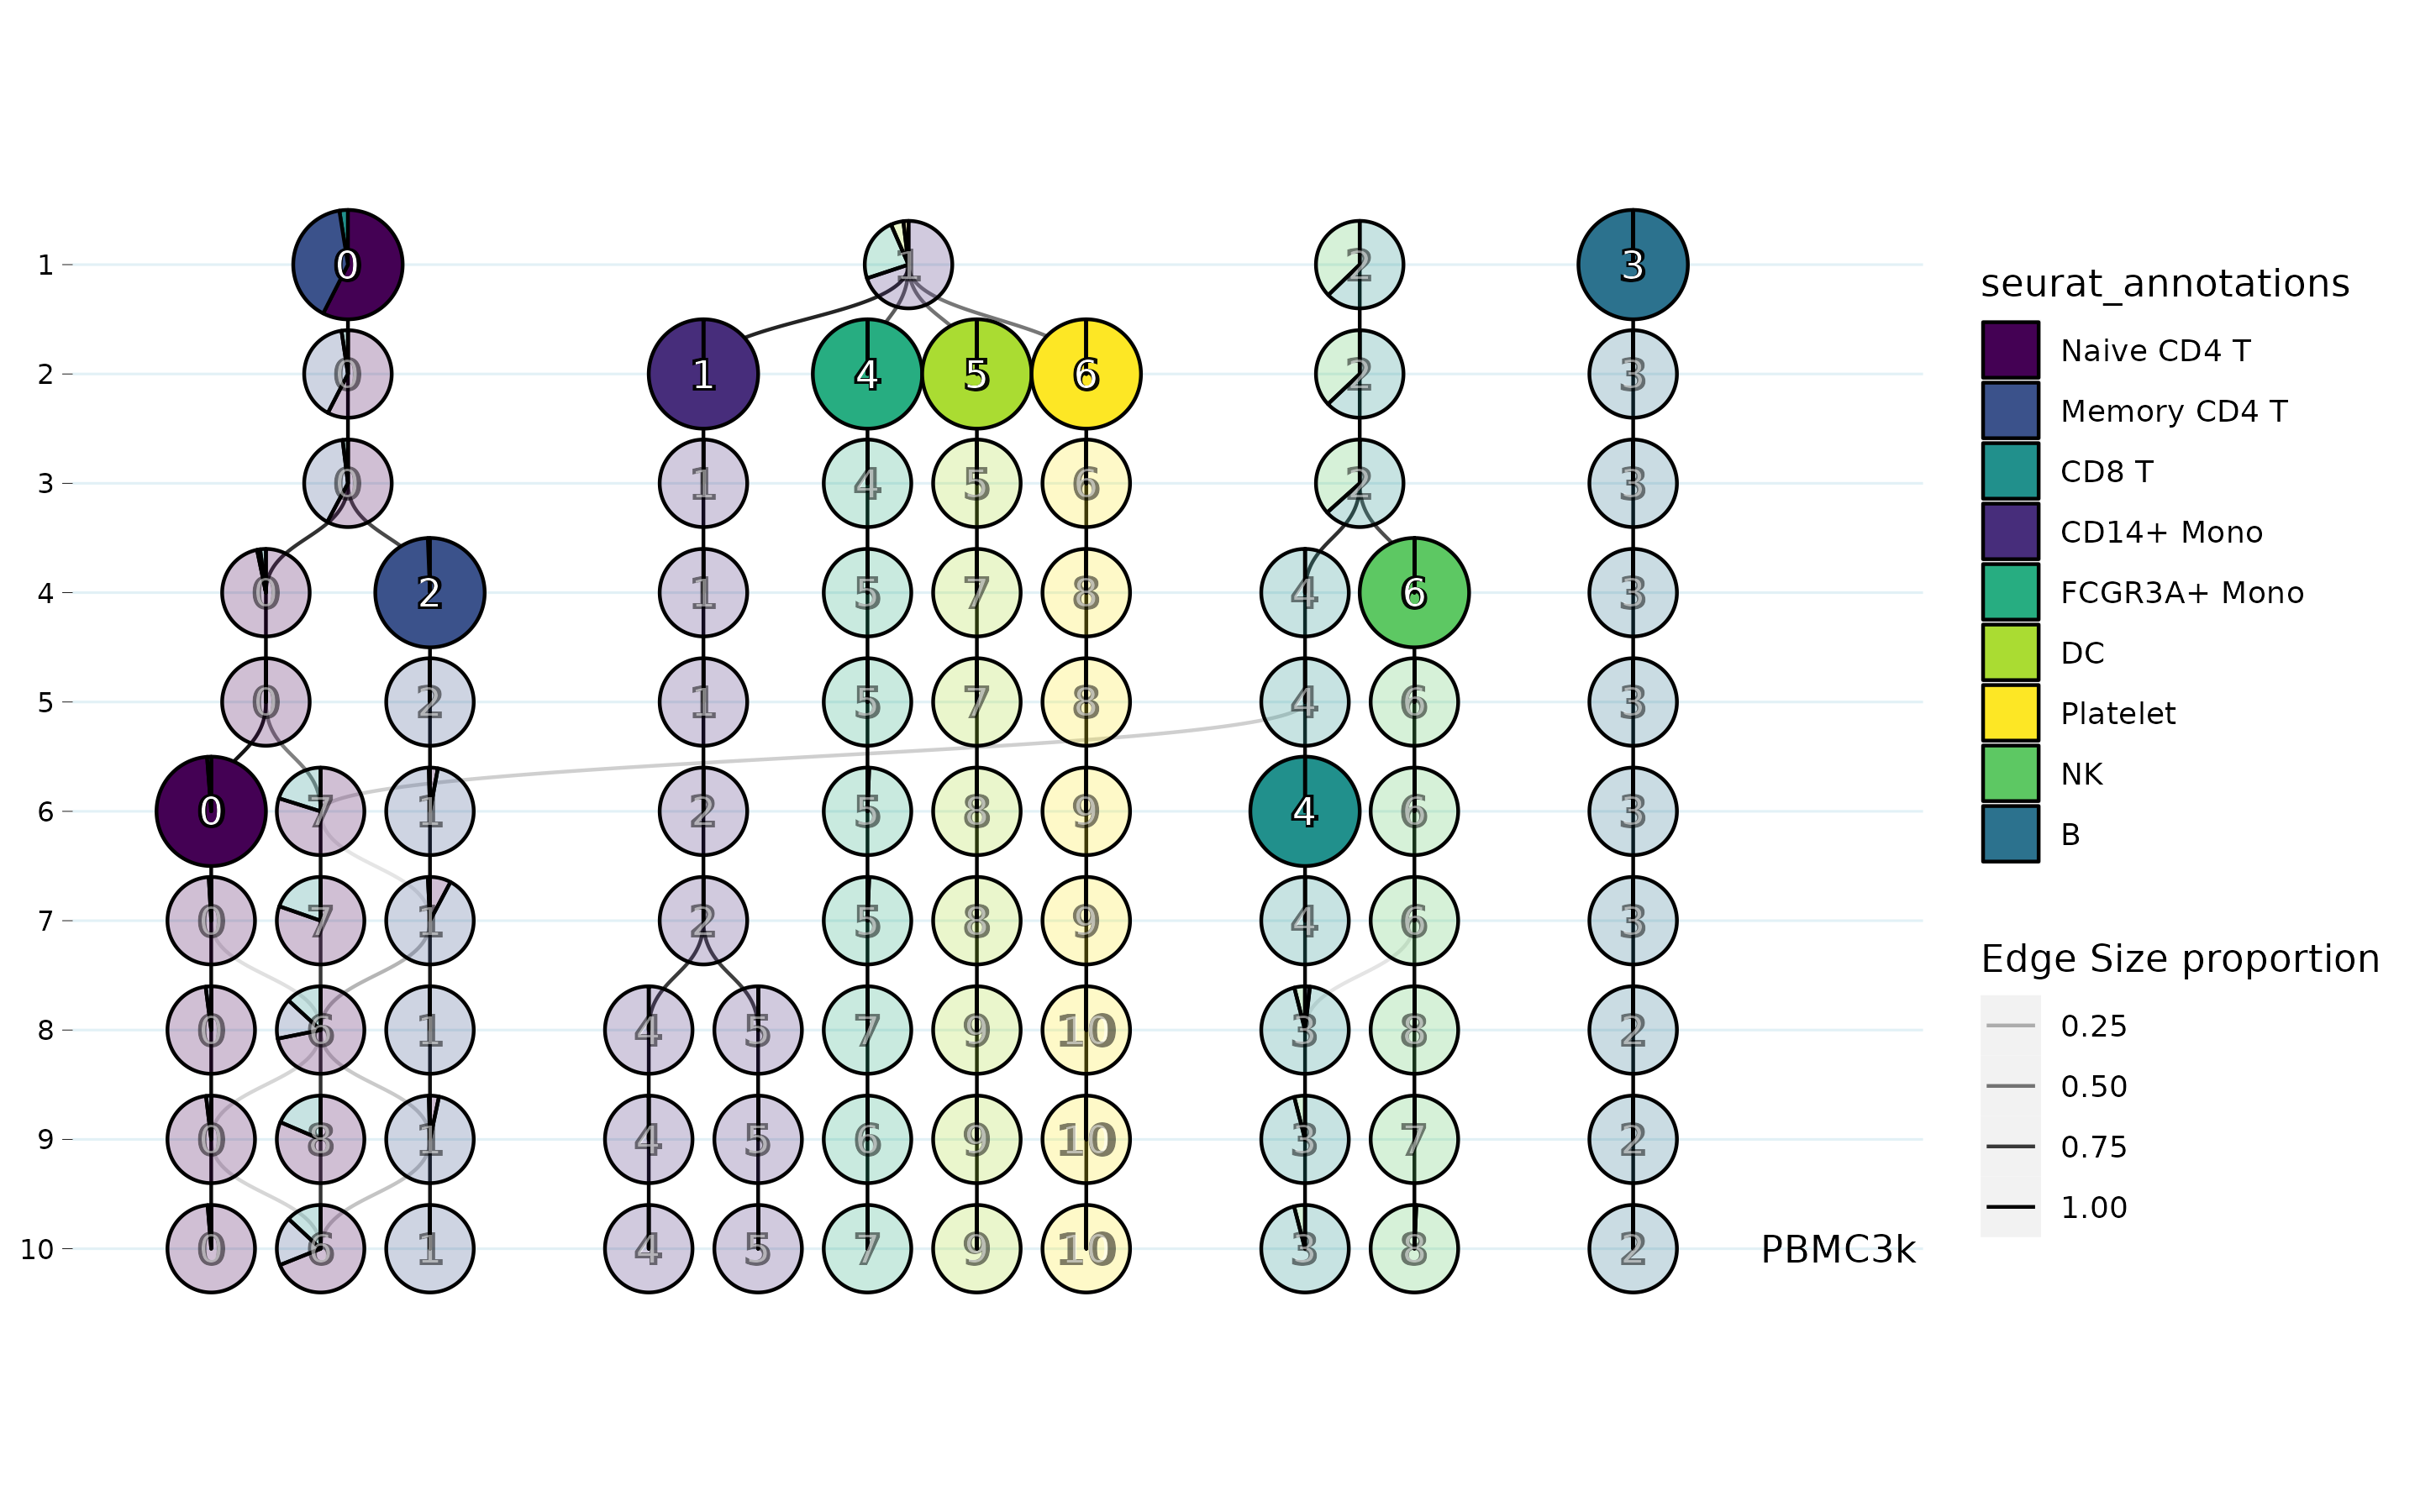 1 0 1 2 3
2 0 1 4 5 6 2 3
3 0 1 4 5 6 2 3
4 0 2 1 5 7 8 4 6 3
5 0 2 1 5 7 8 4 6 3
6 0 7 1 2 5 8 9 4 6 3
7 0 7 1 2 5 8 9 4 6 3
8 0 6 1 4 5 7 9 10 3 8 2
9 0 8 1 4 5 6 9 10 3 7 2
10 0 6 1 4 5 7 9 10 3 8 2 PBMC3k
seurat_annotations
Naive CD4 T
Memory CD4 T
CD8 T
CD14+ Mono
FCGR3A+ Mono
DC
Platelet
NK
B
Edge Size proportion
0.25
0.50
0.75
1.00